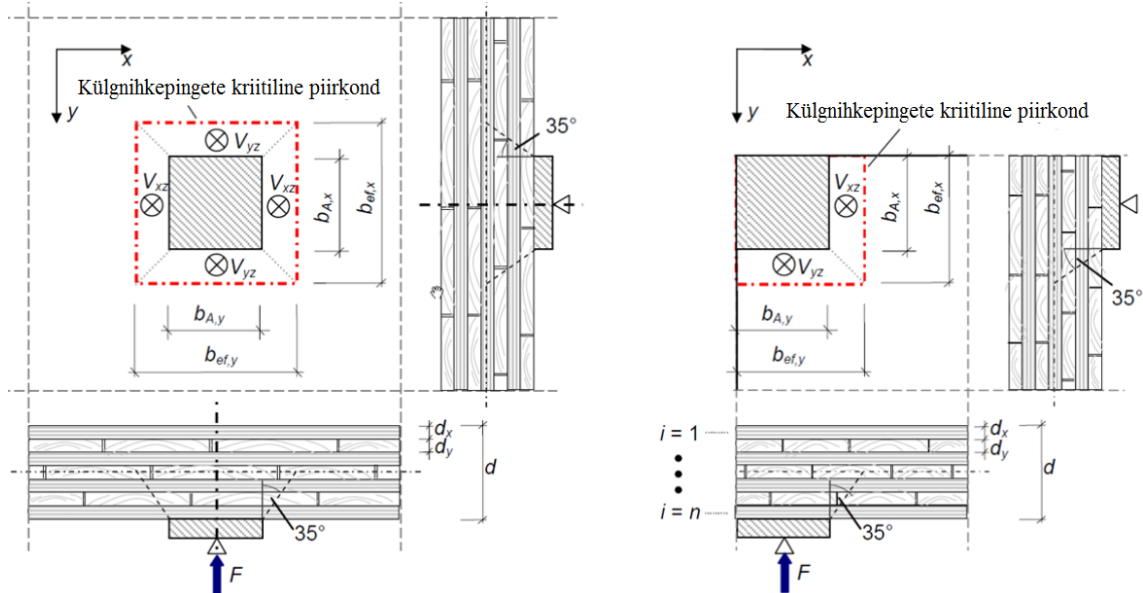 x
y
Külgnihkepingete kriitiline piirkond
V_yz
V_xz
V_xz
V_yz
b_A,x
b_ef,x
b_A,y
b_ef,y
35°
d_x
d_y
d
35°
F
x
y
Külgnihkepingete kriitiline piirkond
V_xz
V_yz
b_A,x
b_ef,x
b_A,y
b_ef,y
35°
i = 1
i = n
d_x
d_y
d
35°
F